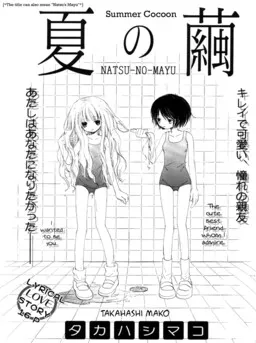 [*The title can also mean "Natsu's Mayu"*]
Summer Cocoon
夏の繭
NATSU-NO-MAYU
キレイで可愛い、憧れの親友
The cute best friend whom I admire
あたしはあなたになりたかった――
I wanted to be you
LYRICAL
LOVE
STORY
16-P
TAKAHASHI MAKO
タカハシマコ